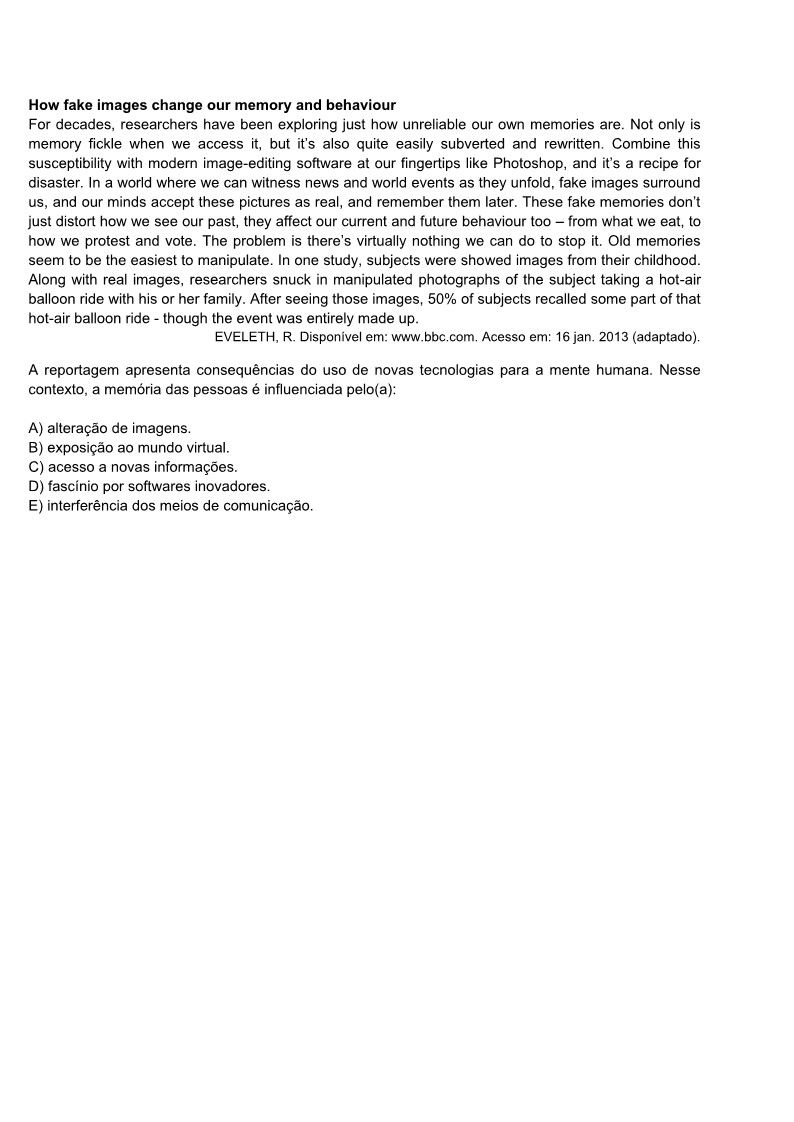 How fake images change our memory and behaviour
For decades, researchers have been exploring just how unreliable our own memories are. Not only is
memory fickle when we access it, but it’s also quite easily subverted and rewritten. Combine this
susceptibility with modern image-editing software at our fingertips like Photoshop, and it’s a recipe for
disaster. In a world where we can witness news and world events as they unfold, fake images surround
us, and our minds accept these pictures as real, and remember them later. These fake memories don’t
just distort how we see our past, they affect our current and future behaviour too – from what we eat, to
how we protest and vote. The problem is there’s virtually nothing we can do to stop it. Old memories
seem to be the easiest to manipulate. In one study, subjects were showed images from their childhood.
Along with real images, researchers snuck in manipulated photographs of the subject taking a hot-air
balloon ride with his or her family. After seeing those images, 50% of subjects recalled some part of that
hot-air balloon ride - though the event was entirely made up.
EVELETH, R. Disponível em: www.bbc.com. Acesso em: 16 jan. 2013 (adaptado).
A reportagem apresenta consequências do uso de novas tecnologias para a mente humana. Nesse
contexto, a memória das pessoas é influenciada pelo(a):
A) alteração de imagens.
B) exposição ao mundo virtual.
C) acesso a novas informações.
D) fascínio por softwares inovadores.
E) interferência dos meios de comunicação.